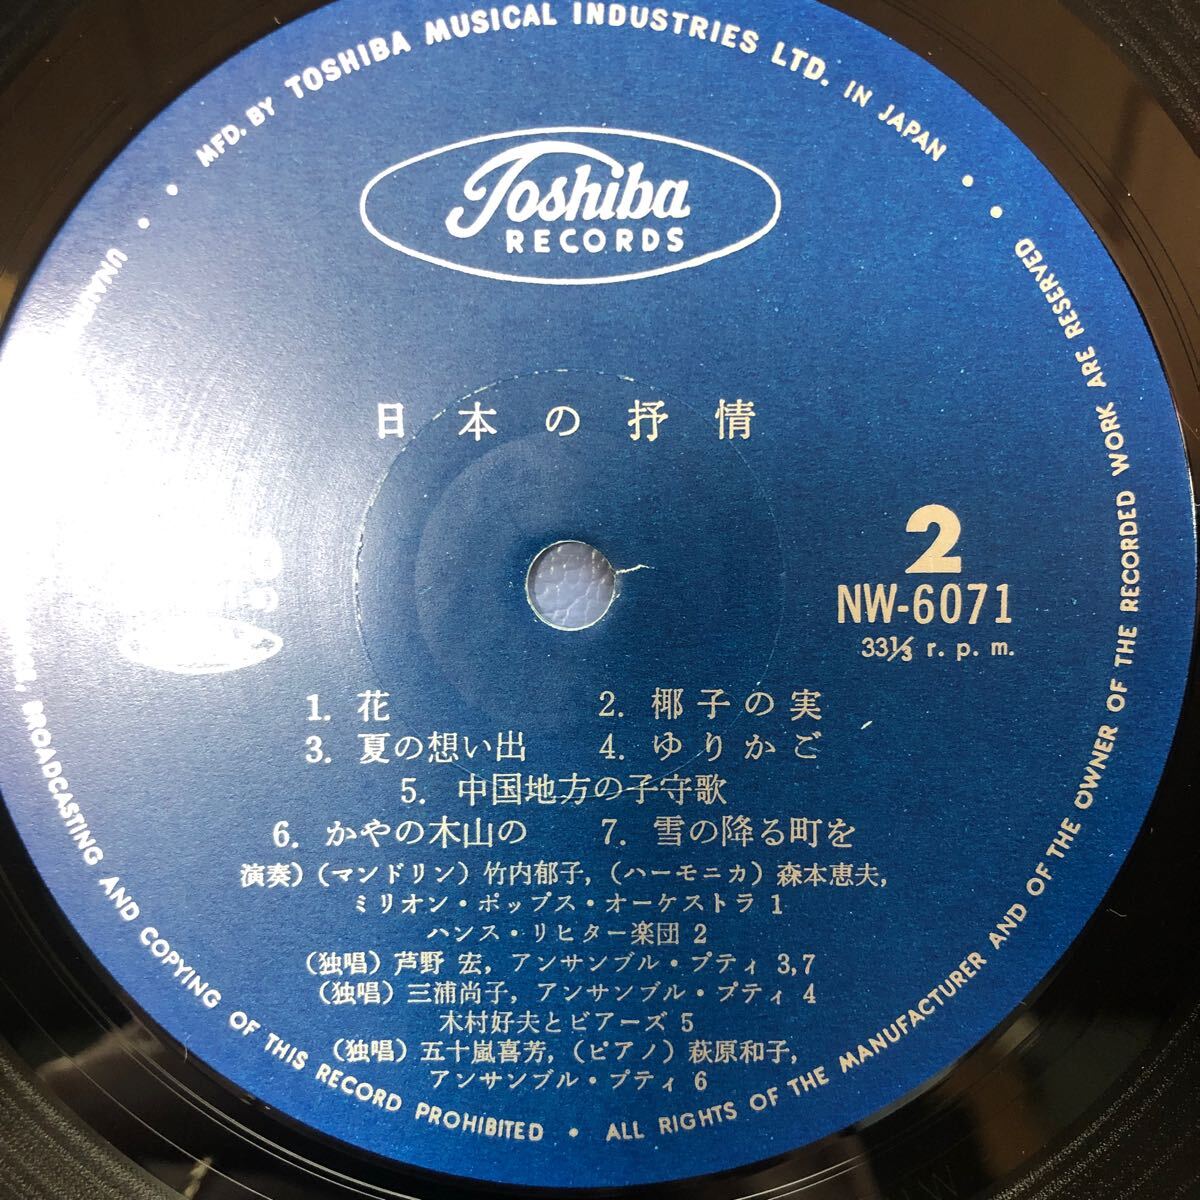 MFD. BY TOSHIBA MUSICAL INDUSTRIES LTD. IN JAPAN
Toshiba
RECORDS
日本の抒情
2
NW-6071
33⅓ r. p. m.
1. 花 2. 椰子の実
3. 夏の想い出 4. ゆりかご
5. 中国地方の子守歌
6. かやの木山の 7. 雪の降る町を
演奏)(マンドリン)竹内郁子,(ハーモニカ)森本恵夫,
ミリオン・ポップス・オーケストラ 1
ハンス・リヒター楽団 2
(独唱)芦野 宏, アンサンブル・プティ 3,7
(独唱)三浦尚子, アンサンブル・プティ 4
木村好夫とビアーズ 5
(独唱)五十嵐喜芳,(ピアノ)萩原和子,
アンサンブル・プティ 6
BROADCASTING AND COPYING OF THIS RECORD PROHIBITED • ALL RIGHTS OF THE MANUFACTURER AND OF THE OWNER OF THE RECORDED WORK ARE RESERVED